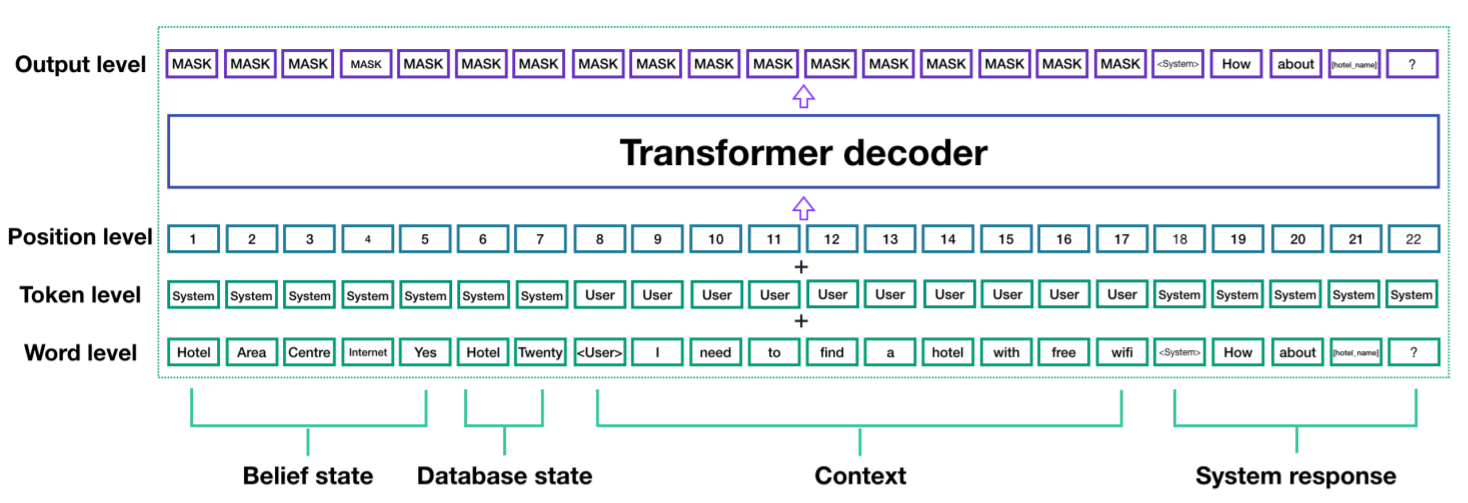 Output level MASK MASK MASK MASK MASK MASK MASK MASK MASK MASK MASK MASK MASK MASK MASK MASK MASK <System> How about [hotel_name] ?
Transformer decoder
Position level 1 2 3 4 5 6 7 8 9 10 11 12 13 14 15 16 17 18 19 20 21 22
+
Token level System System System System System System System User User User User User User User User User User System System System System System
+
Word level Hotel Area Centre Internet Yes Hotel Twenty <User> I need to find a hotel with free wifi <System> How about [hotel_name] ?
Belief state Database state Context System response